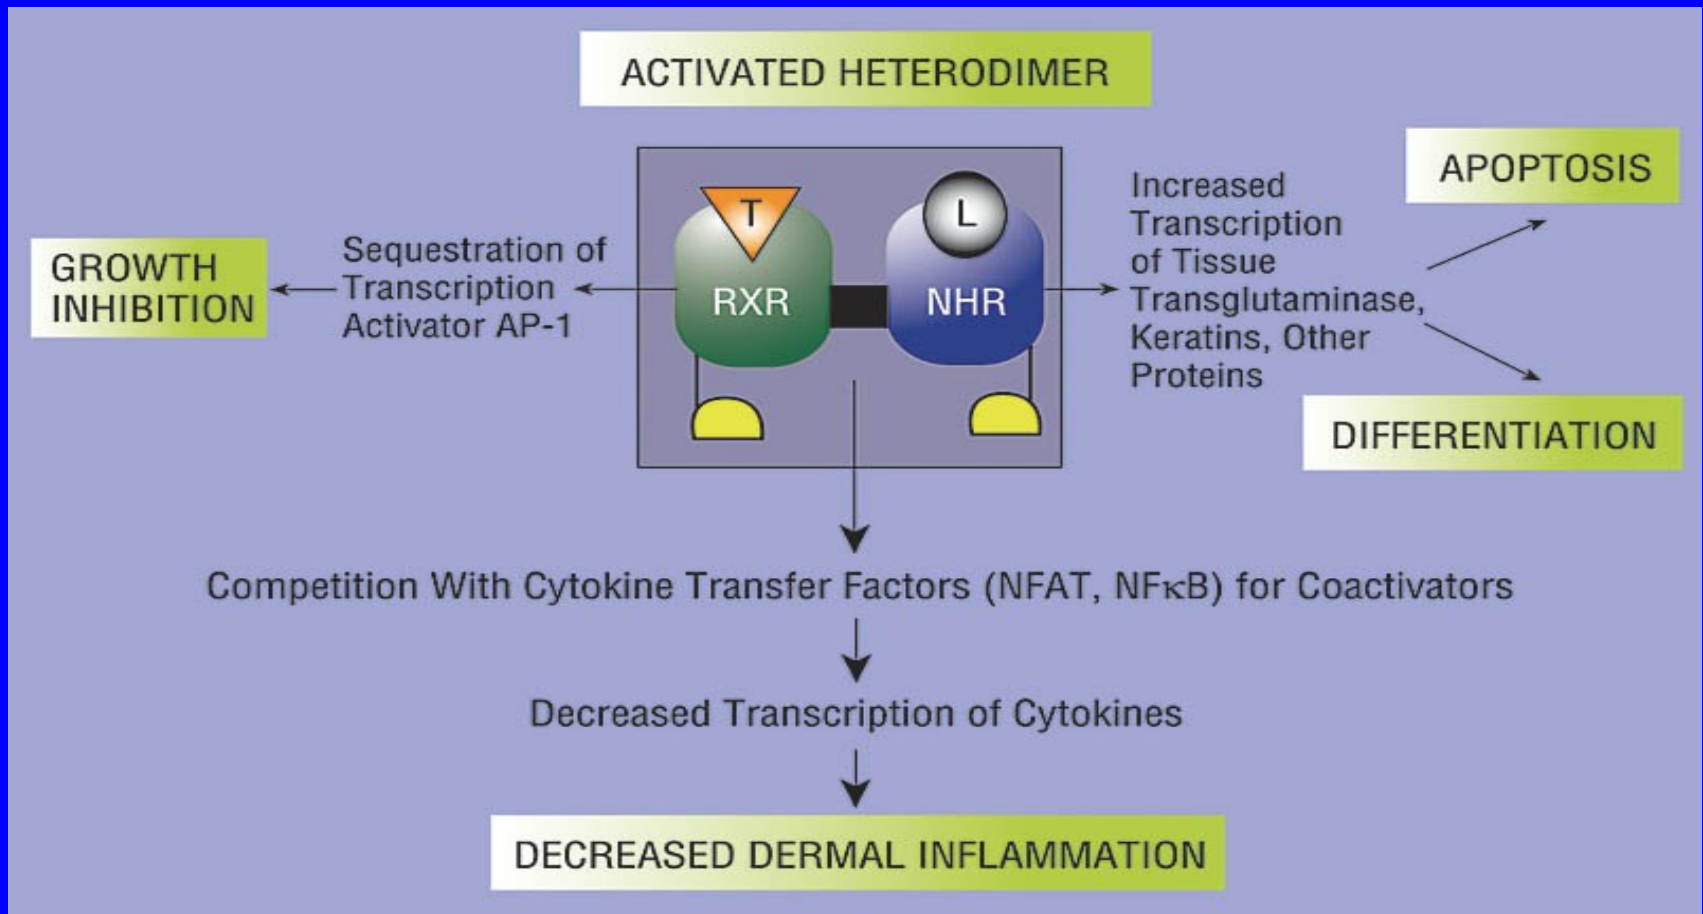 ACTIVATED HETERODIMER
APOPTOSIS
Increased
Transcription
of Tissue
Transglutaminase,
Keratins, Other
Proteins
T
L
RXR
NHR
Sequestration of
Transcription
Activator AP-1
GROWTH
INHIBITION
DIFFERENTIATION
Competition With Cytokine Transfer Factors (NFAT, NFκB) for Coactivators
Decreased Transcription of Cytokines
DECREASED DERMAL INFLAMMATION